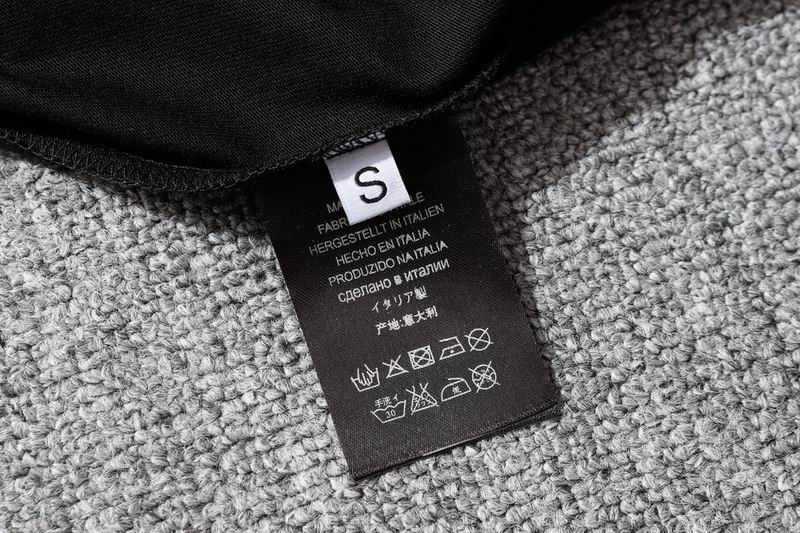 S
HERGESTELLT IN ITALIEN
HECHO EN ITALIA
PRODUZIDO NA ITALIA
сделано в италии
イタリア製
产地:意大利
手洗イ
30